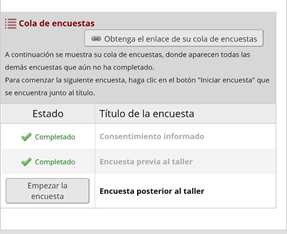 Cola de encuestas
Obtenga el enlace de su cola de encuestas
A continuación se muestra su cola de encuestas, donde aparecen todas las
demás encuestas que aún no ha completado.
Para comenzar la siguiente encuesta, haga clic en el botón "Iniciar encuesta" que
se encuentra junto al título.
Estado Título de la encuesta
Completado Consentimiento informado
Completado Encuesta previa al taller
Empezar la
encuesta
Encuesta posterior al taller